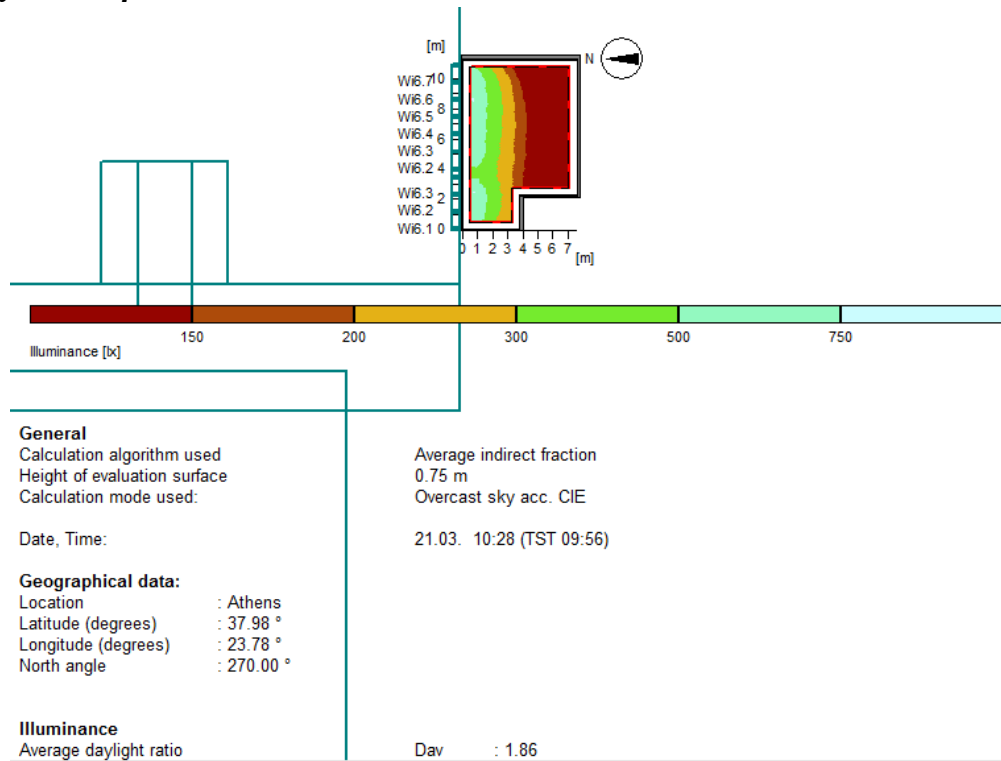 [m]
N
Wi6.7 10
Wi6.6
Wi6.5 8
Wi6.4 6
Wi6.3
Wi6.2 4
Wi6.3 2
Wi6.2
Wi6.1 0
0 1 2 3 4 5 6 7
[m]
150 200 300 500 750
Illuminance [lx]
General
Calculation algorithm used Average indirect fraction
Height of evaluation surface 0.75 m
Calculation mode used: Overcast sky acc. CIE
Date, Time: 21.03. 10:28 (TST 09:56)
Geographical data:
Location : Athens
Latitude (degrees) : 37.98 °
Longitude (degrees) : 23.78 °
North angle : 270.00 °
Illuminance
Average daylight ratio Dav : 1.86